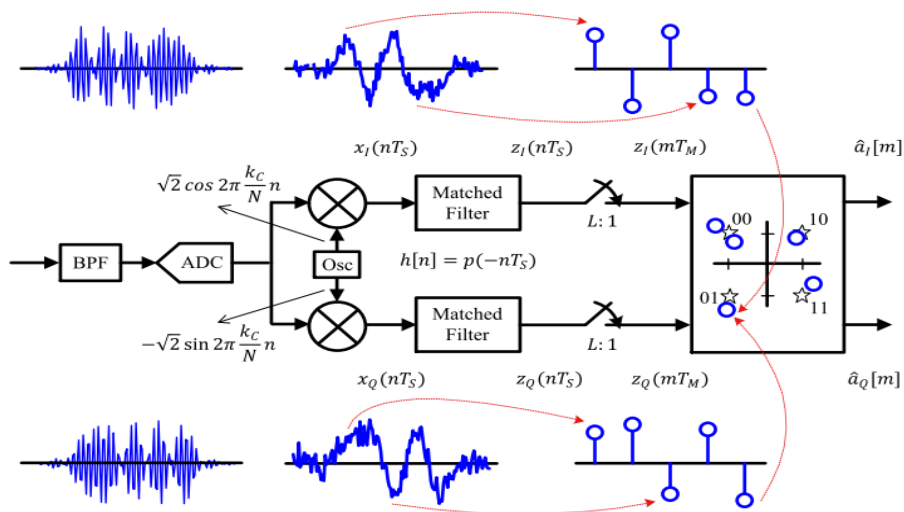 x_I(nT_S) z_I(nT_S) z_I(mT_M) â_I[m]
√2 cos 2π k_C/N n
Matched Filter
L: 1
00 10
BPF ADC Osc h[n] = p(−nT_S)
01 11
−√2 sin 2π k_C/N n
Matched Filter
L: 1
x_Q(nT_S) z_Q(nT_S) z_Q(mT_M) â_Q[m]